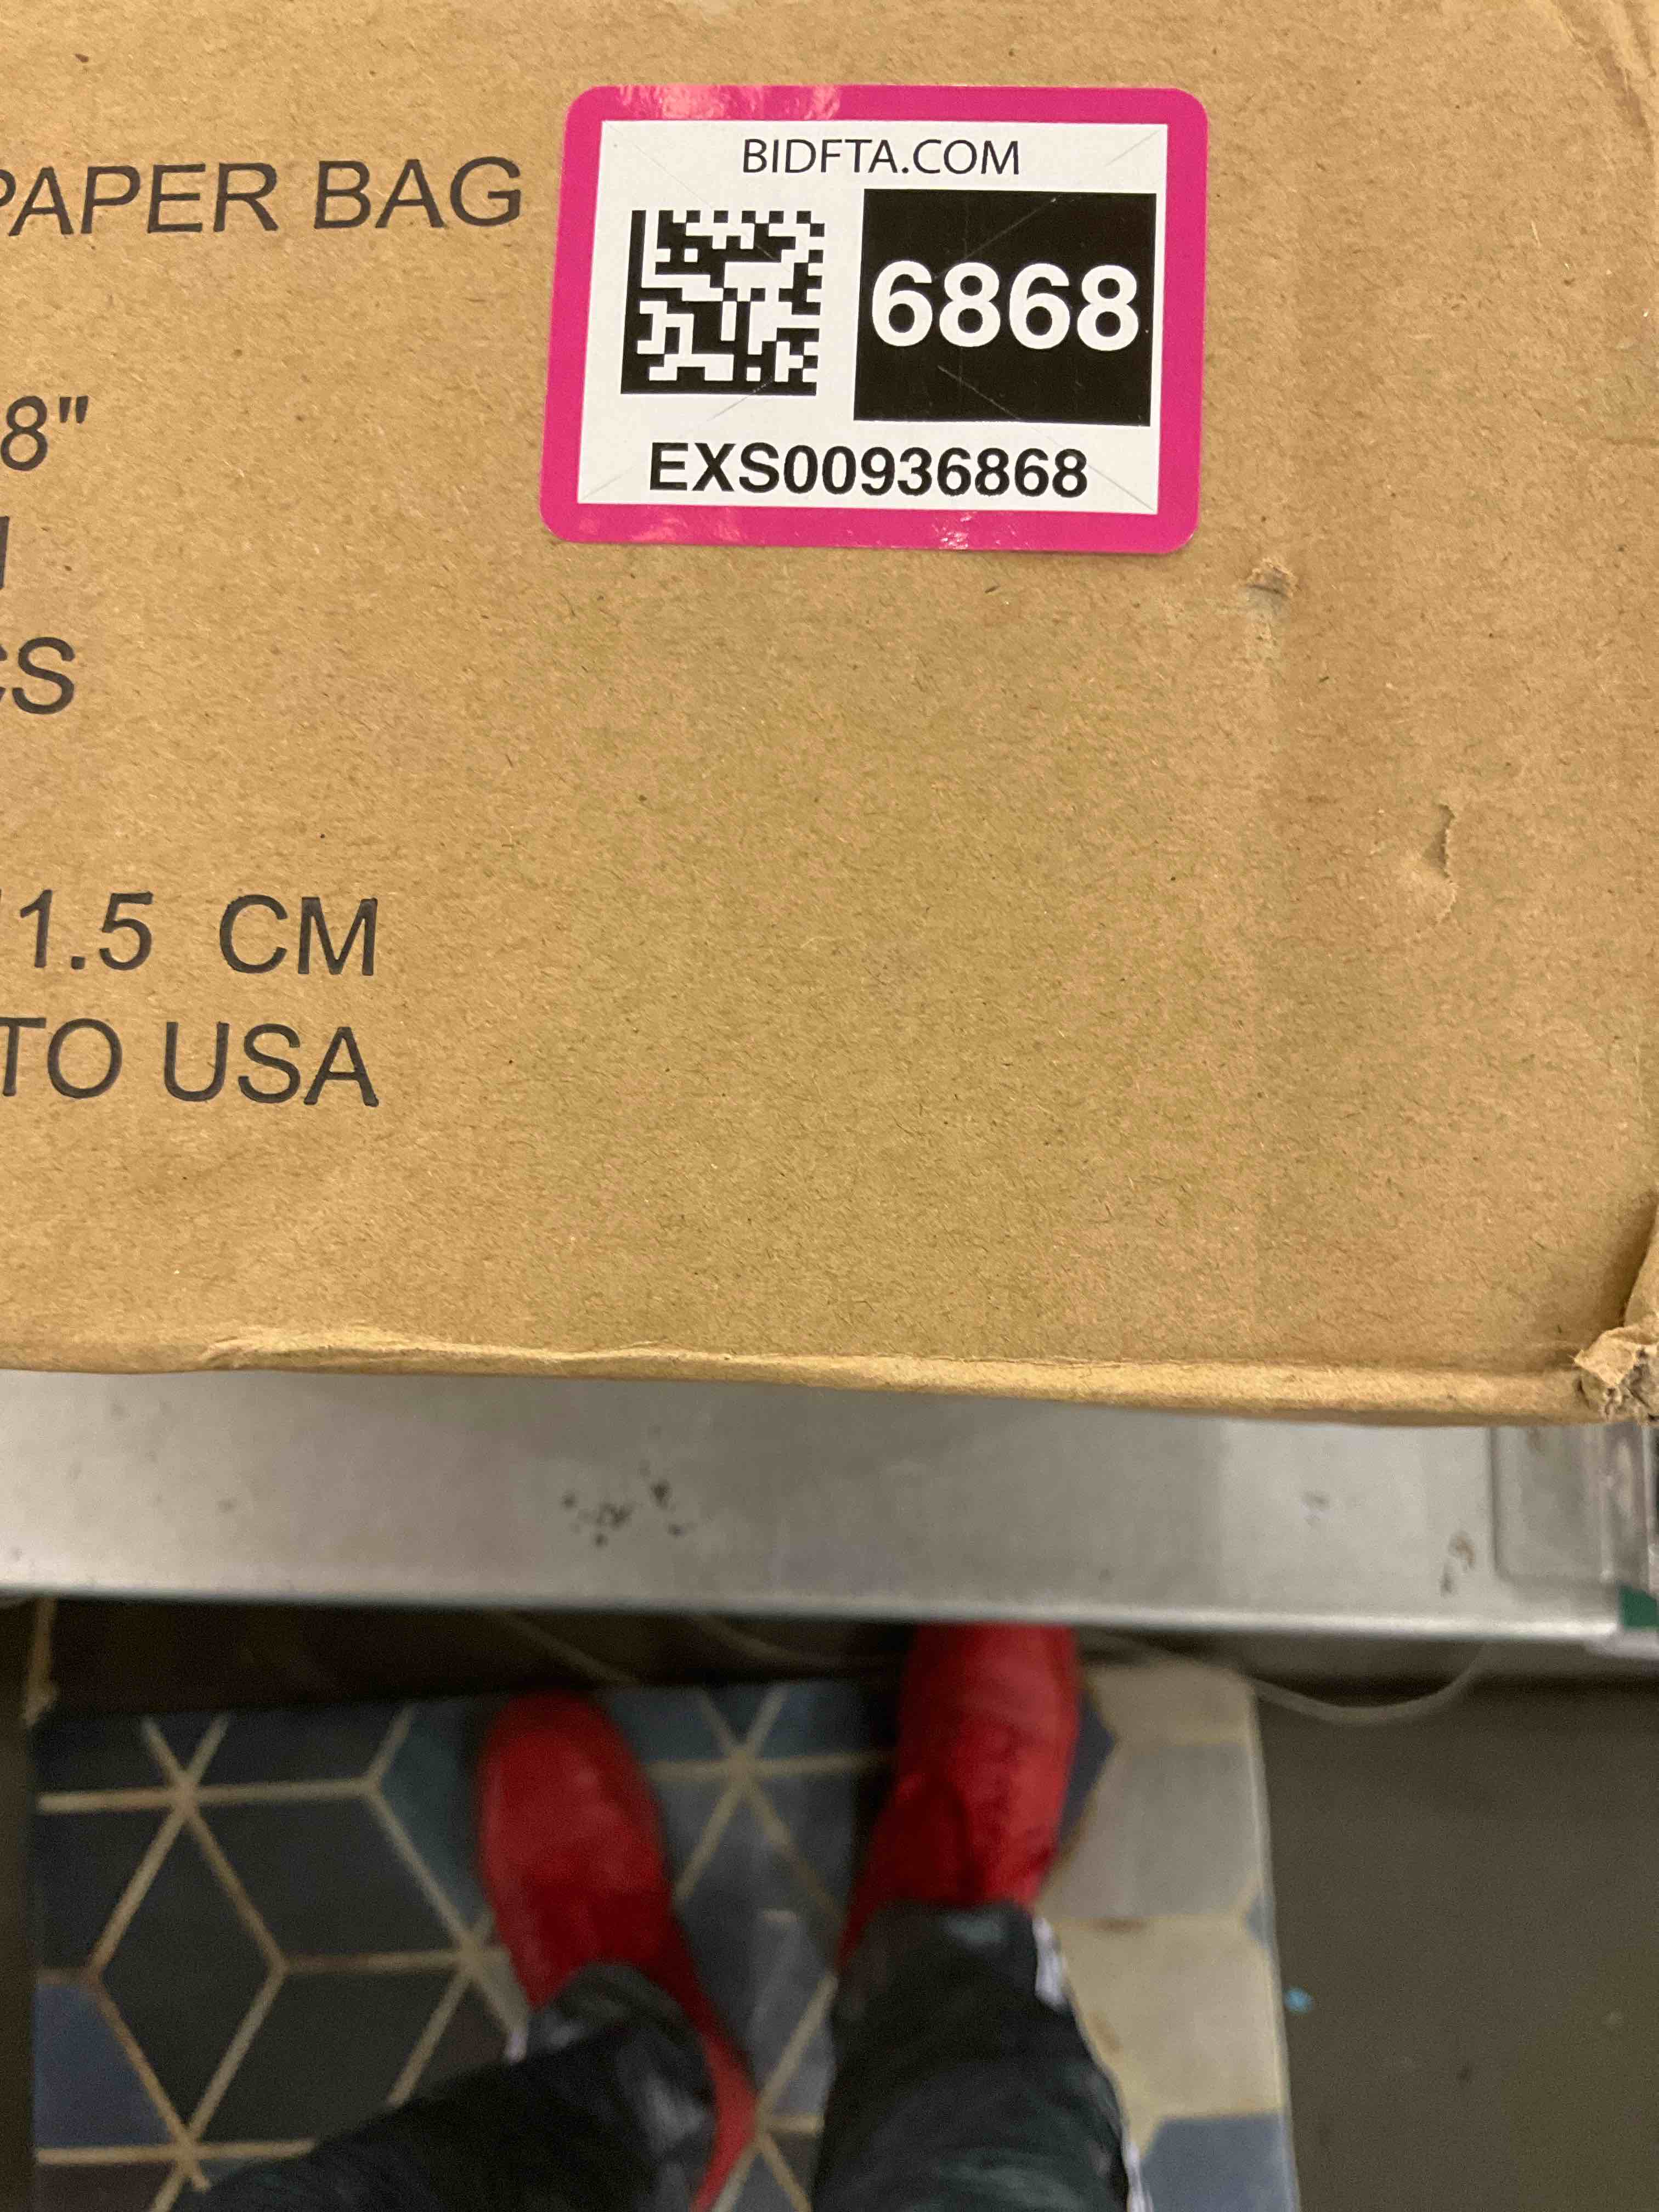 BIDFTA.COM
PAPER BAG
6868
8"
EXS00936868
CS
1.5 CM
TO USA